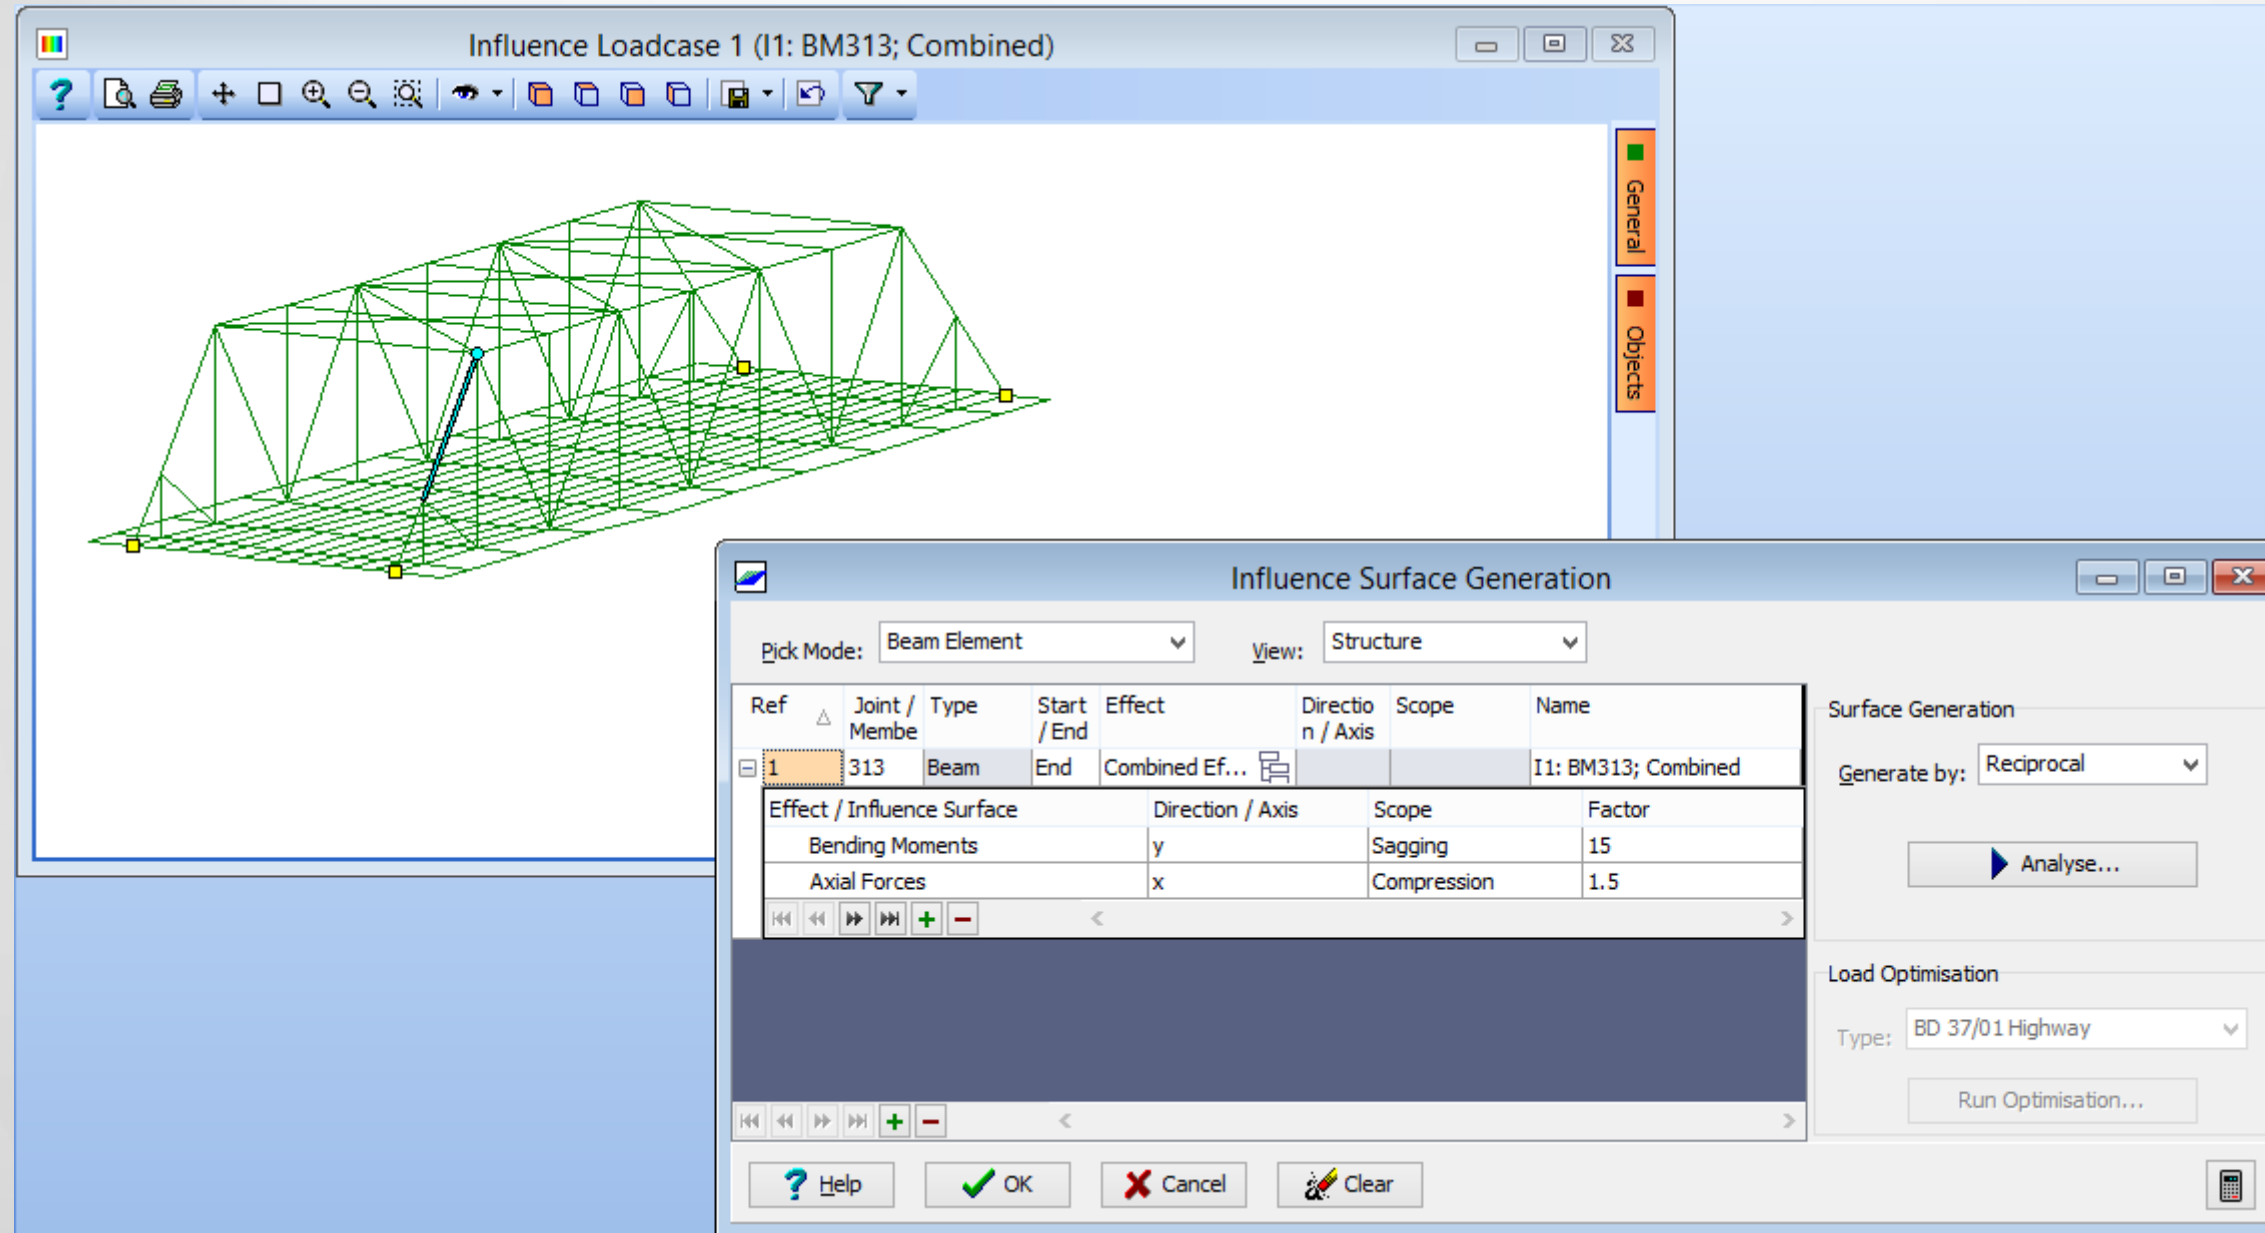 Influence Loadcase 1 (I1: BM313; Combined)
General
Objects
Influence Surface Generation
Pick Mode: Beam Element View: Structure
Ref Joint / Membe Type Start / End Effect Directio n / Axis Scope Name
1 313 Beam End Combined Ef... I1: BM313; Combined
Effect / Influence Surface Direction / Axis Scope Factor
Bending Moments y Sagging 15
Axial Forces x Compression 1.5
Surface Generation
Generate by: Reciprocal
Analyse...
Load Optimisation
Type: BD 37/01 Highway
Run Optimisation...
Help OK Cancel Clear